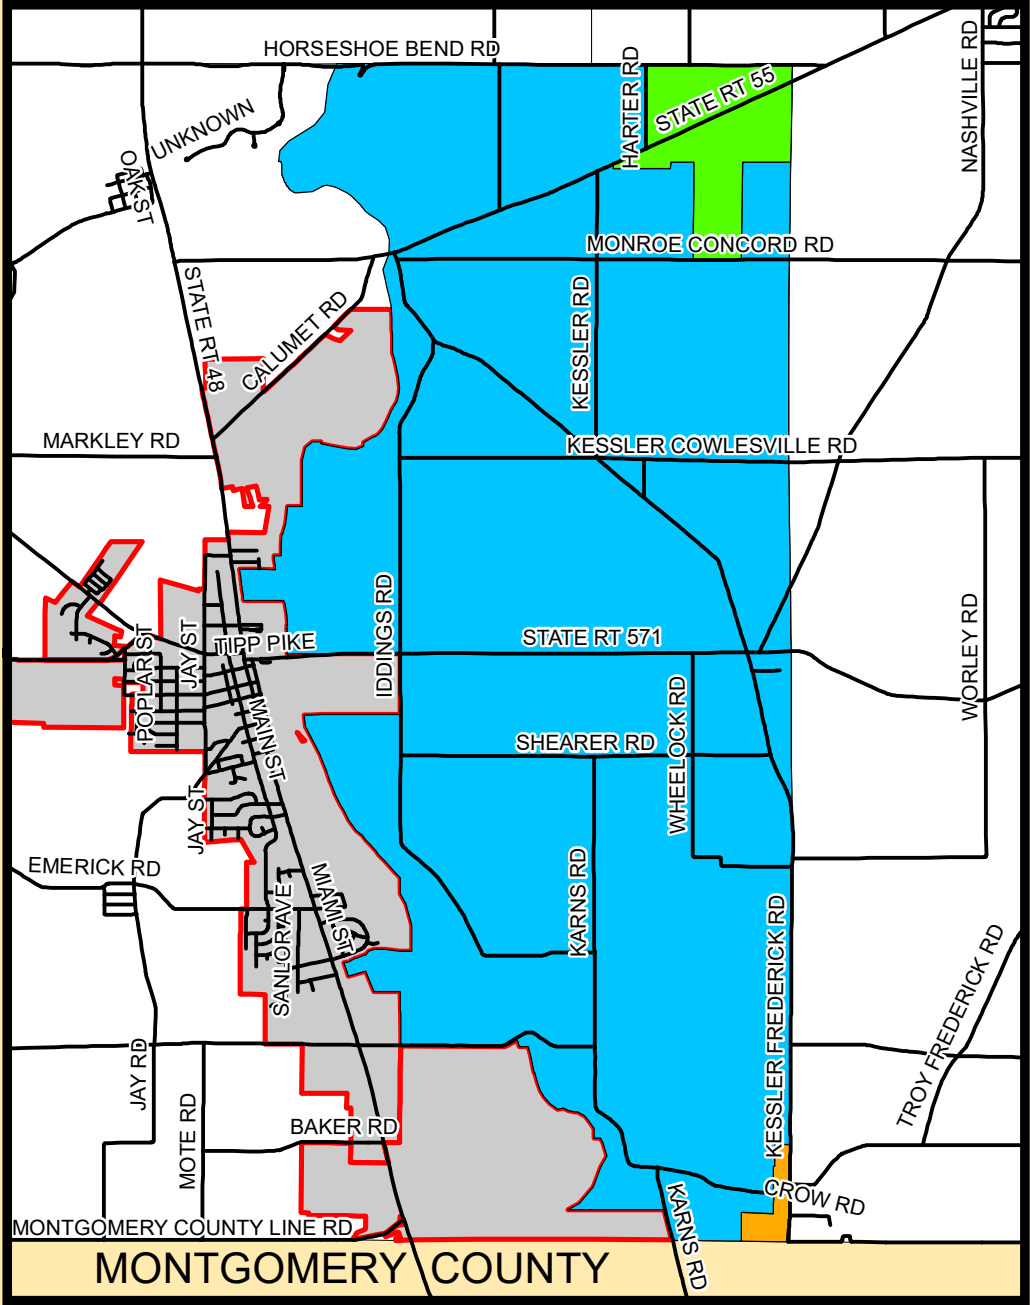 HORSESHOE BEND RD
HARTER RD
STATE RT 55
NASHVILLE RD
UNKNOWN
OAK ST
MONROE CONCORD RD
STATE RT 48
CALUMET RD
KESSLER RD
MARKLEY RD
KESSLER COWLESVILLE RD
IDDINGS RD
STATE RT 571
WORLEY RD
POPLAR ST
JAY ST
TIPP PIKE
MAIN ST
WHEELOCK RD
SHEARER RD
JAY ST
EMERICK RD
MIAMI ST
SANLOR AVE
KARNS RD
KESSLER FREDERICK RD
TROY FREDERICK RD
JAY RD
MOTE RD
BAKER RD
CROW RD
KARNS RD
MONTGOMERY COUNTY LINE RD
MONTGOMERY COUNTY